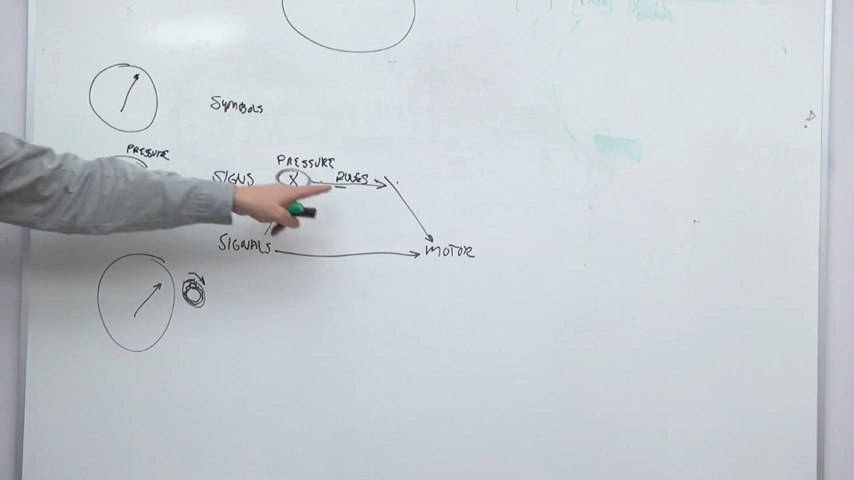 Symbols
PRESSURE
PRESSURE
SIGNS
X
RULES
SIGNALS
MOTOR
D